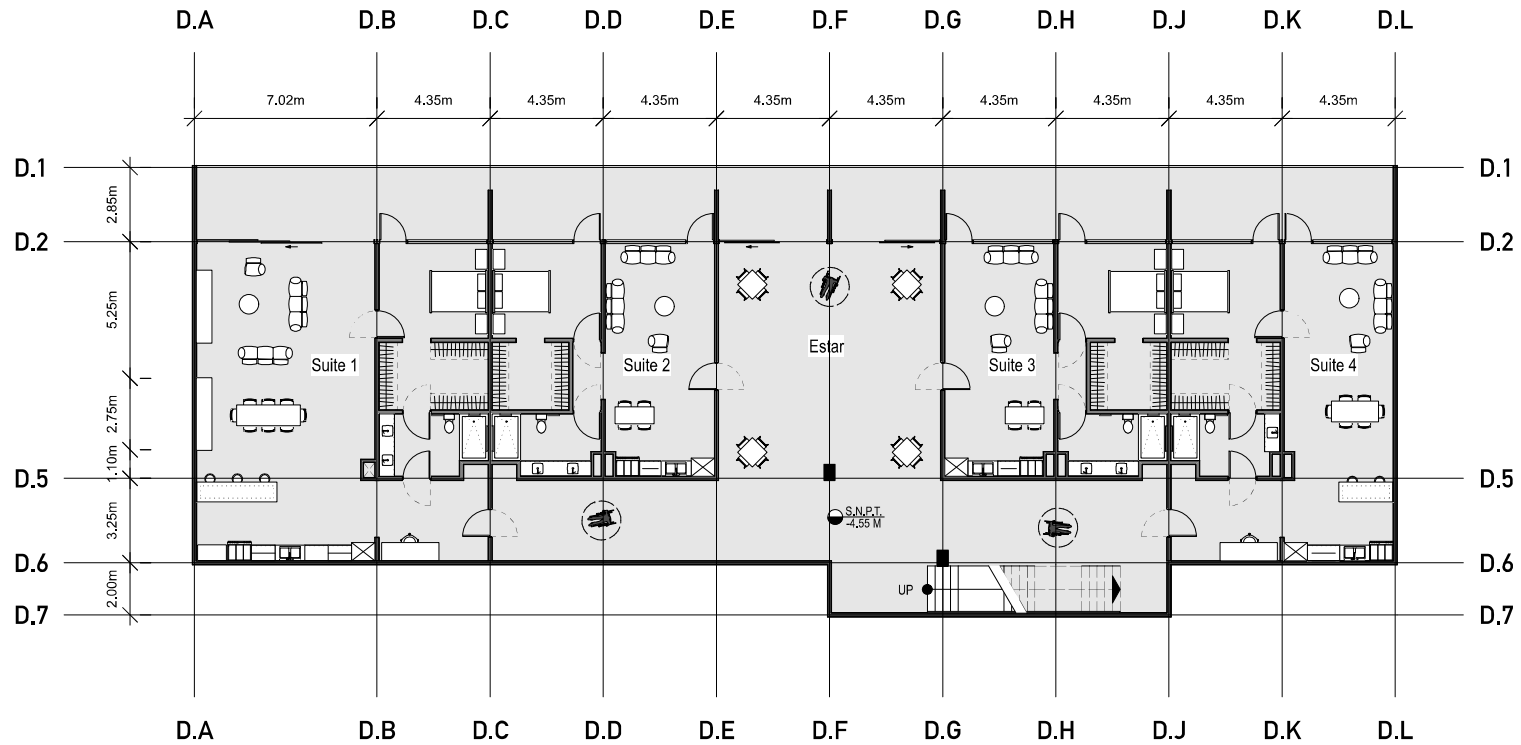 D.A D.B D.C D.D D.E D.F D.G D.H D.J D.K D.L
7.02m 4.35m 4.35m 4.35m 4.35m 4.35m 4.35m 4.35m 4.35m 4.35m
D.1 D.1
2.85m
D.2 D.2
5.25m
Estar
Suite 1 Suite 2 Suite 3 Suite 4
2.75m
1.10m
D.5 D.5
3.25m
S.N.P.T.
-4.55 M
D.6 D.6
2.00m
UP
D.7 D.7
D.A D.B D.C D.D D.E D.F D.G D.H D.J D.K D.L